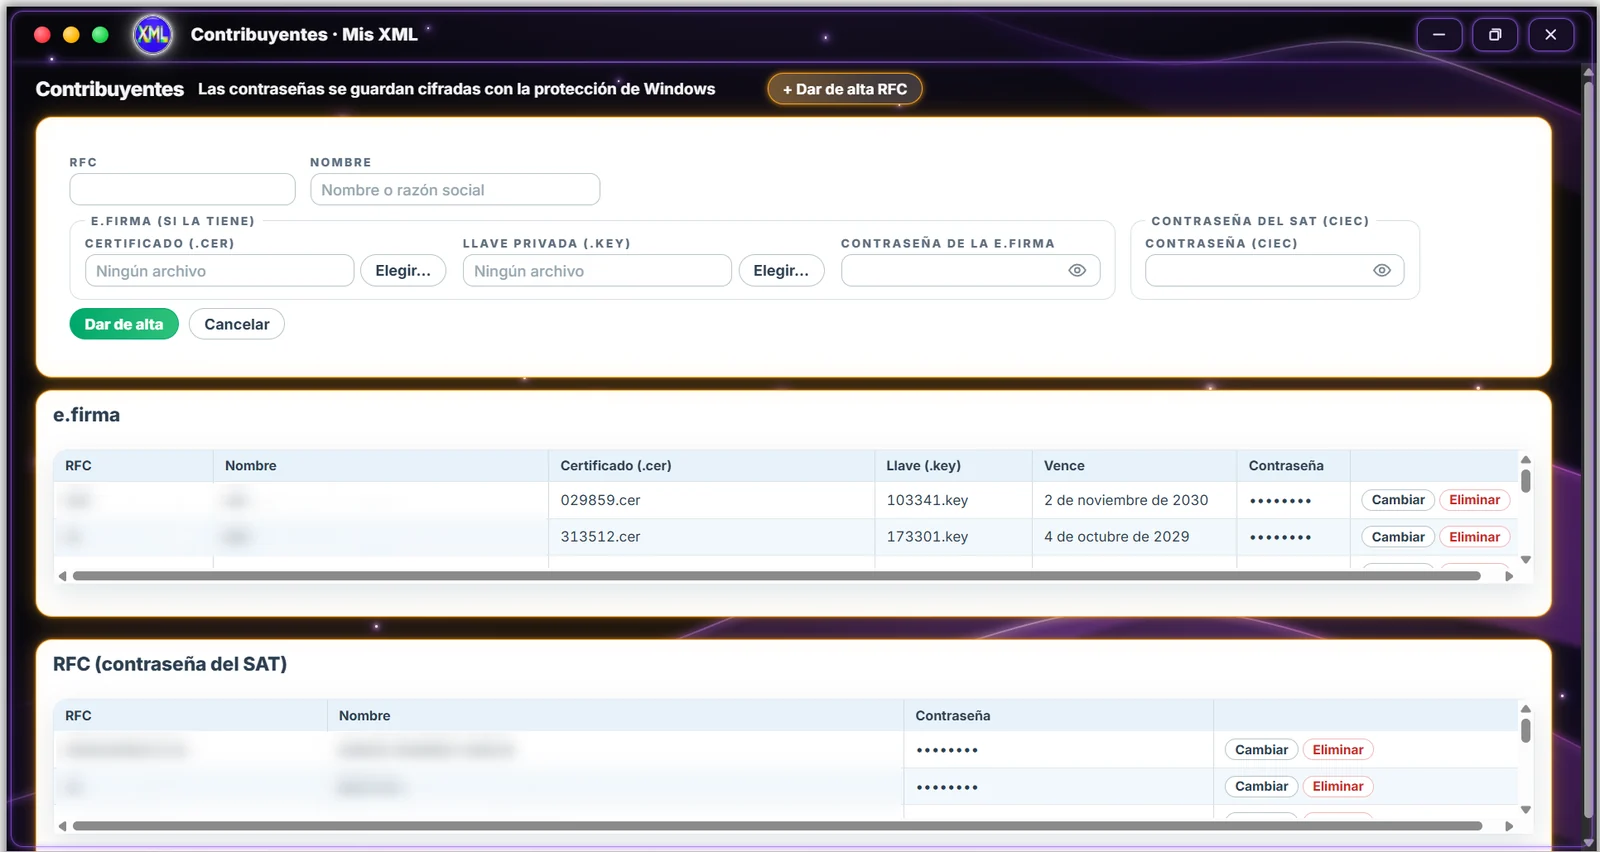 XML Contribuyentes · Mis XML
Contribuyentes Las contraseñas se guardan cifradas con la protección de Windows + Dar de alta RFC
RFC NOMBRE
Nombre o razón social
E.FIRMA (SI LA TIENE) CONTRASEÑA DEL SAT (CIEC)
CERTIFICADO (.CER) LLAVE PRIVADA (.KEY) CONTRASEÑA DE LA E.FIRMA CONTRASEÑA (CIEC)
Ningún archivo Elegir... Ningún archivo Elegir...
Dar de alta Cancelar
e.firma
RFC Nombre Certificado (.cer) Llave (.key) Vence Contraseña
029859.cer 103341.key 2 de noviembre de 2030 •••••••• Cambiar Eliminar
313512.cer 173301.key 4 de octubre de 2029 •••••••• Cambiar Eliminar
RFC (contraseña del SAT)
RFC Nombre Contraseña
•••••••• Cambiar Eliminar
•••••••• Cambiar Eliminar